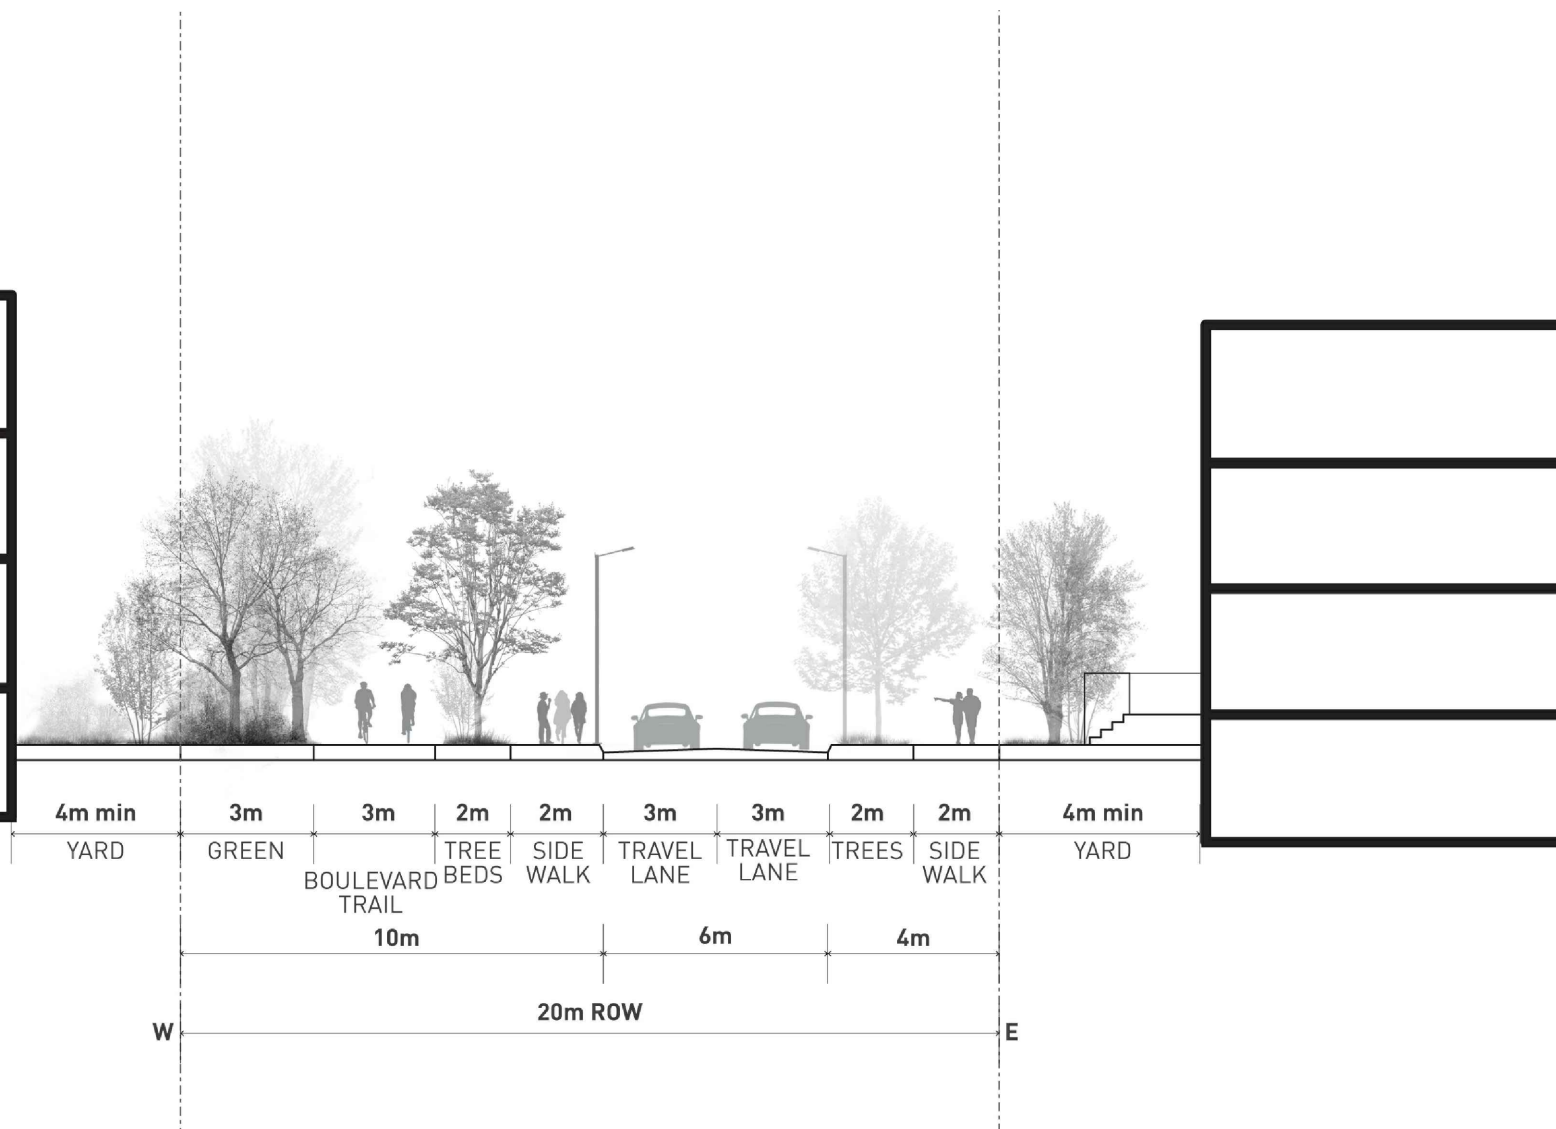 4m min 3m 3m 2m 2m 3m 3m 2m 2m 4m min
YARD GREEN TREE SIDE TRAVEL TRAVEL TREES SIDE YARD
BOULEVARD BEDS WALK LANE LANE WALK
TRAIL
10m 6m 4m
20m ROW
W E